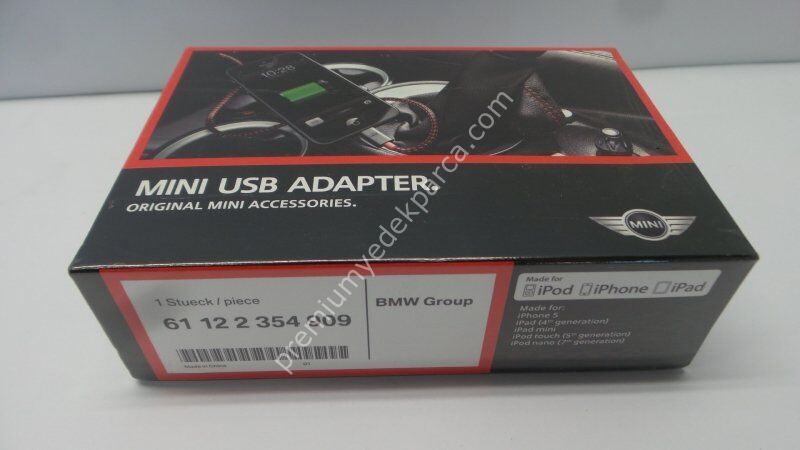 10:28
MINI USB ADAPTER.
ORIGINAL MINI ACCESSORIES.
MINI
1 Stueck / piece
61 12 2 354 909
BMW Group
Made in China
01
Made for
iPod iPhone iPad
Made for:
iPhone 5
iPad (4th generation)
iPad mini
iPod touch (5th generation)
iPod nano (7th generation)
premiumyedekparca.com